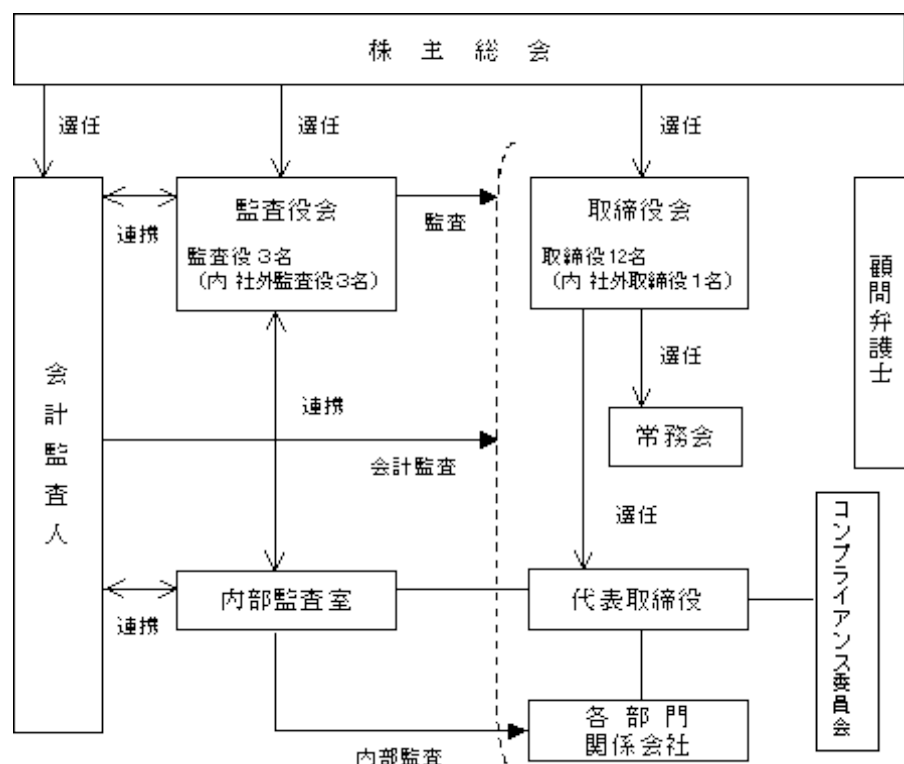 株主総会
選任
選任
選任
監査役会
監査役3名
（内 社外監査役3名）
連携
監査
取締役会
取締役12名
（内 社外取締役1名）
顧問弁護士
選任
常務会
会計監査人
連携
会計監査
選任
コンプライアンス委員会
内部監査室
代表取締役
連携
各部門
関係会社
内部監査